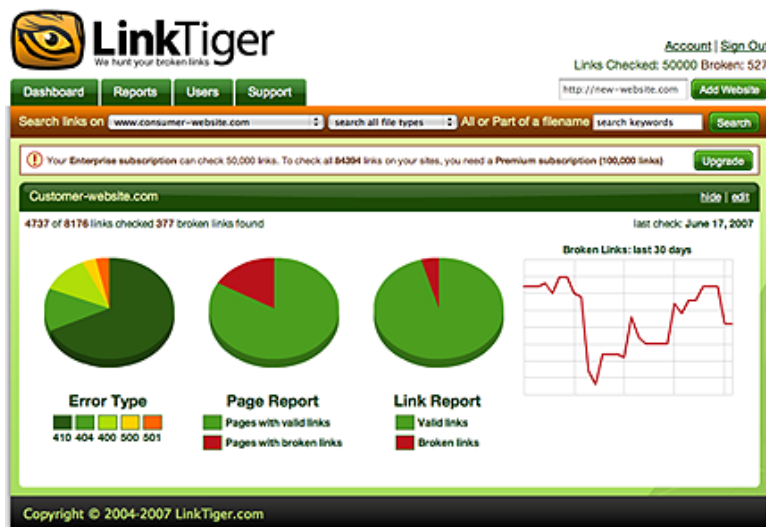 LinkTiger
We hunt your broken links
Account | Sign Out
Links Checked: 50000 Broken: 527
Dashboard Reports Users Support
http://new-website.com Add Website
Search links on www.consumer-website.com search all file types All or Part of a filename search keywords Search
Your Enterprise subscription can check 50,000 links. To check all 84394 links on your sites, you need a Premium subscription (100,000 links) Upgrade
Customer-website.com hide | edit
4737 of 8176 links checked 377 broken links found last check: June 17, 2007
Broken Links: last 30 days
Error Type Page Report Link Report
Pages with valid links Valid links
410 404 400 500 501
Pages with broken links Broken links
Copyright © 2004-2007 LinkTiger.com